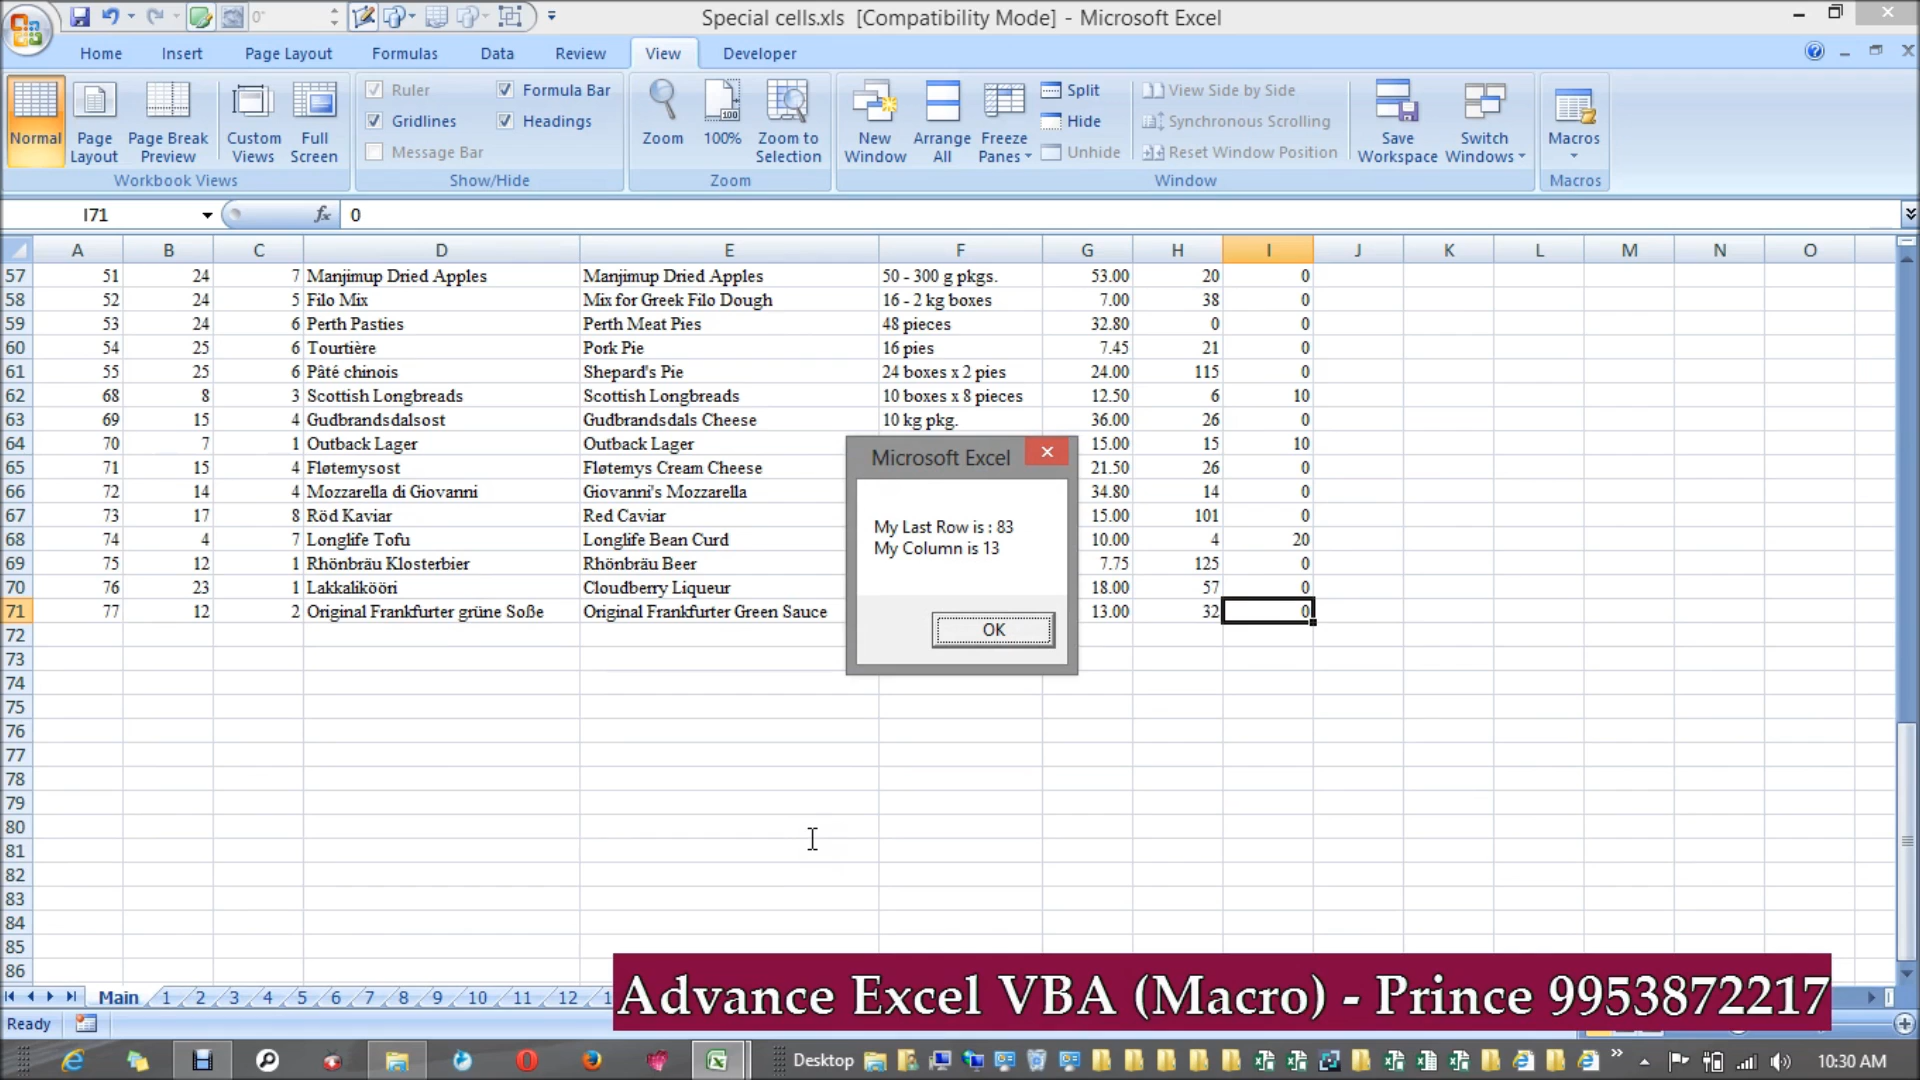 Special cells.xls [Compatibility Mode] - Microsoft Excel
Home Insert Page Layout Formulas Data Review View Developer
Normal
Page Layout
Page Break Preview
Custom Views
Full Screen
Workbook Views
Ruler Formula Bar
Gridlines Headings
Message Bar
Show/Hide
Zoom
100%
Zoom to Selection
Zoom
New Window
Arrange All
Freeze Panes
Split
Hide
Unhide
View Side by Side
Synchronous Scrolling
Reset Window Position
Save Workspace
Switch Windows
Window
Macros
Macros
I71 fx 0
A B C D E F G H I J K L M N O
57 51 24 7 Manjimup Dried Apples Manjimup Dried Apples 50 - 300 g pkgs. 53.00 20 0
58 52 24 5 Filo Mix Mix for Greek Filo Dough 16 - 2 kg boxes 7.00 38 0
59 53 24 6 Perth Pasties Perth Meat Pies 48 pieces 32.80 0 0
60 54 25 6 Tourtière Pork Pie 16 pies 7.45 21 0
61 55 25 6 Pâté chinois Shepard's Pie 24 boxes x 2 pies 24.00 115 0
62 68 8 3 Scottish Longbreads Scottish Longbreads 10 boxes x 8 pieces 12.50 6 10
63 69 15 4 Gudbrandsdalsost Gudbrandsdals Cheese 10 kg pkg. 36.00 26 0
64 70 7 1 Outback Lager Outback Lager 15.00 15 10
65 71 15 4 Fløtemysost Fløtemys Cream Cheese 21.50 26 0
66 72 14 4 Mozzarella di Giovanni Giovanni's Mozzarella 34.80 14 0
67 73 17 8 Röd Kaviar Red Caviar 15.00 101 0
68 74 4 7 Longlife Tofu Longlife Bean Curd 10.00 4 20
69 75 12 1 Rhönbräu Klosterbier Rhönbräu Beer 7.75 125 0
70 76 23 1 Lakkalikööri Cloudberry Liqueur 18.00 57 0
71 77 12 2 Original Frankfurter grüne Soße Original Frankfurter Green Sauce 13.00 32 0
72
73
74
75
76
77
78
79
80
81
82
83
84
85
86
Microsoft Excel
My Last Row is : 83
My Column is 13
OK
Main 1 2 3 4 5 6 7 8 9 10 11 12 1
Advance Excel VBA (Macro) - Prince 9953872217
Ready
Desktop
10:30 AM